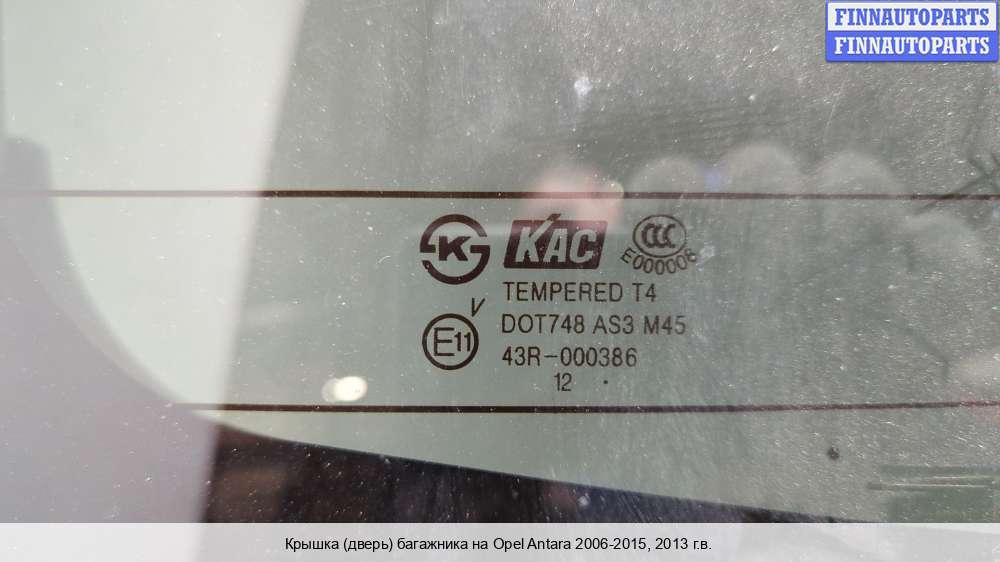 FINNAUTOPARTS
FINNAUTOPARTS
K KAC CCC
E000006
TEMPERED T4
V
DOT748 AS3 M45
E11
43R-000386
12
Крышка (дверь) багажника на Opel Antara 2006-2015, 2013 г.в.